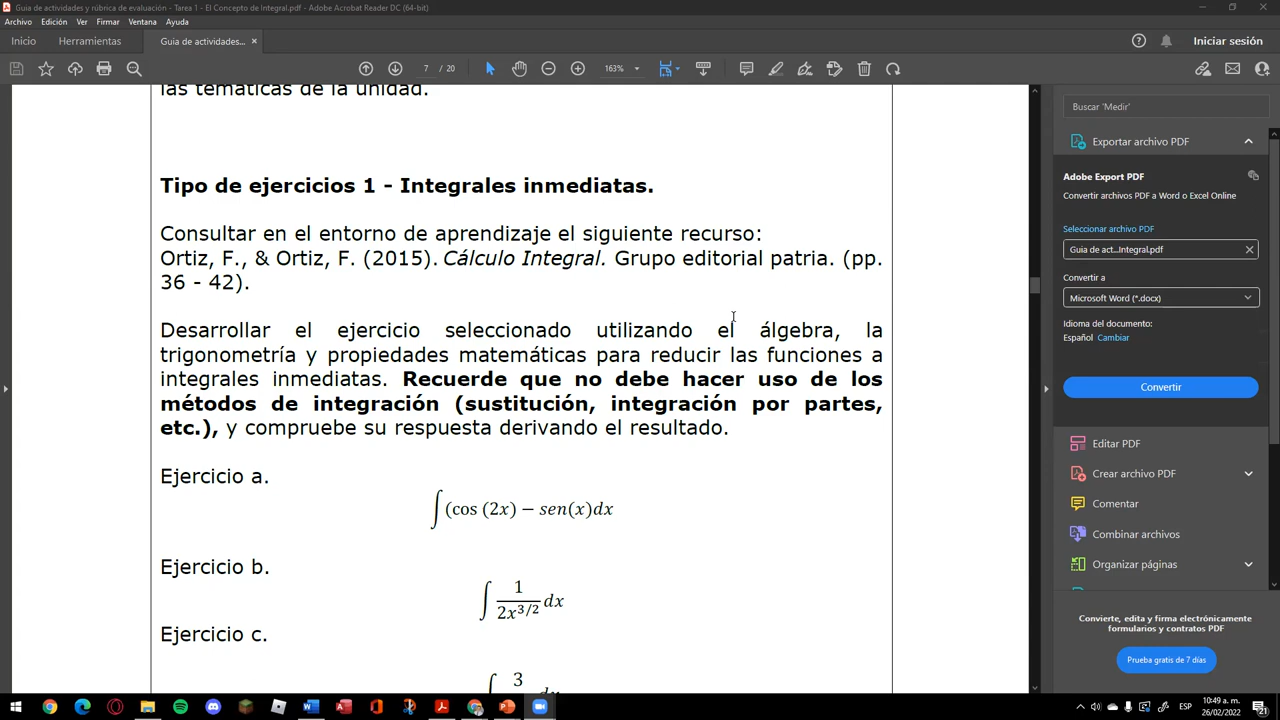 Guia de actividades y rúbrica de evaluación - Tarea 1 - El Concepto de Integral.pdf - Adobe Acrobat Reader DC (64-bit)
Archivo Edición Ver Firmar Ventana Ayuda
Inicio Herramientas Guia de actividades... × Iniciar sesión
7 / 20 163%
las temáticas de la unidad.
Tipo de ejercicios 1 - Integrales inmediatas.
Consultar en el entorno de aprendizaje el siguiente recurso:
Ortiz, F., & Ortiz, F. (2015). Cálculo Integral. Grupo editorial patria. (pp.
36 - 42).
Desarrollar el ejercicio seleccionado utilizando el álgebra, la
trigonometría y propiedades matemáticas para reducir las funciones a
integrales inmediatas. Recuerde que no debe hacer uso de los
métodos de integración (sustitución, integración por partes,
etc.), y compruebe su respuesta derivando el resultado.
Ejercicio a.
∫(cos (2x) − sen(x)dx
Ejercicio b.
∫ 1/2x^3/2 dx
Ejercicio c.
∫ 3 dx
Buscar 'Medir'
Exportar archivo PDF
Adobe Export PDF
Convertir archivos PDF a Word o Excel Online
Seleccionar archivo PDF
Guia de act...Integral.pdf
Convertir a
Microsoft Word (*.docx)
Idioma del documento:
Español Cambiar
Convertir
Editar PDF
Crear archivo PDF
Comentar
Combinar archivos
Organizar páginas
Convierte, edita y firma electrónicamente
formularios y contratos PDF
Prueba gratis de 7 días
ESP
10:49 a. m.
26/02/2022
21